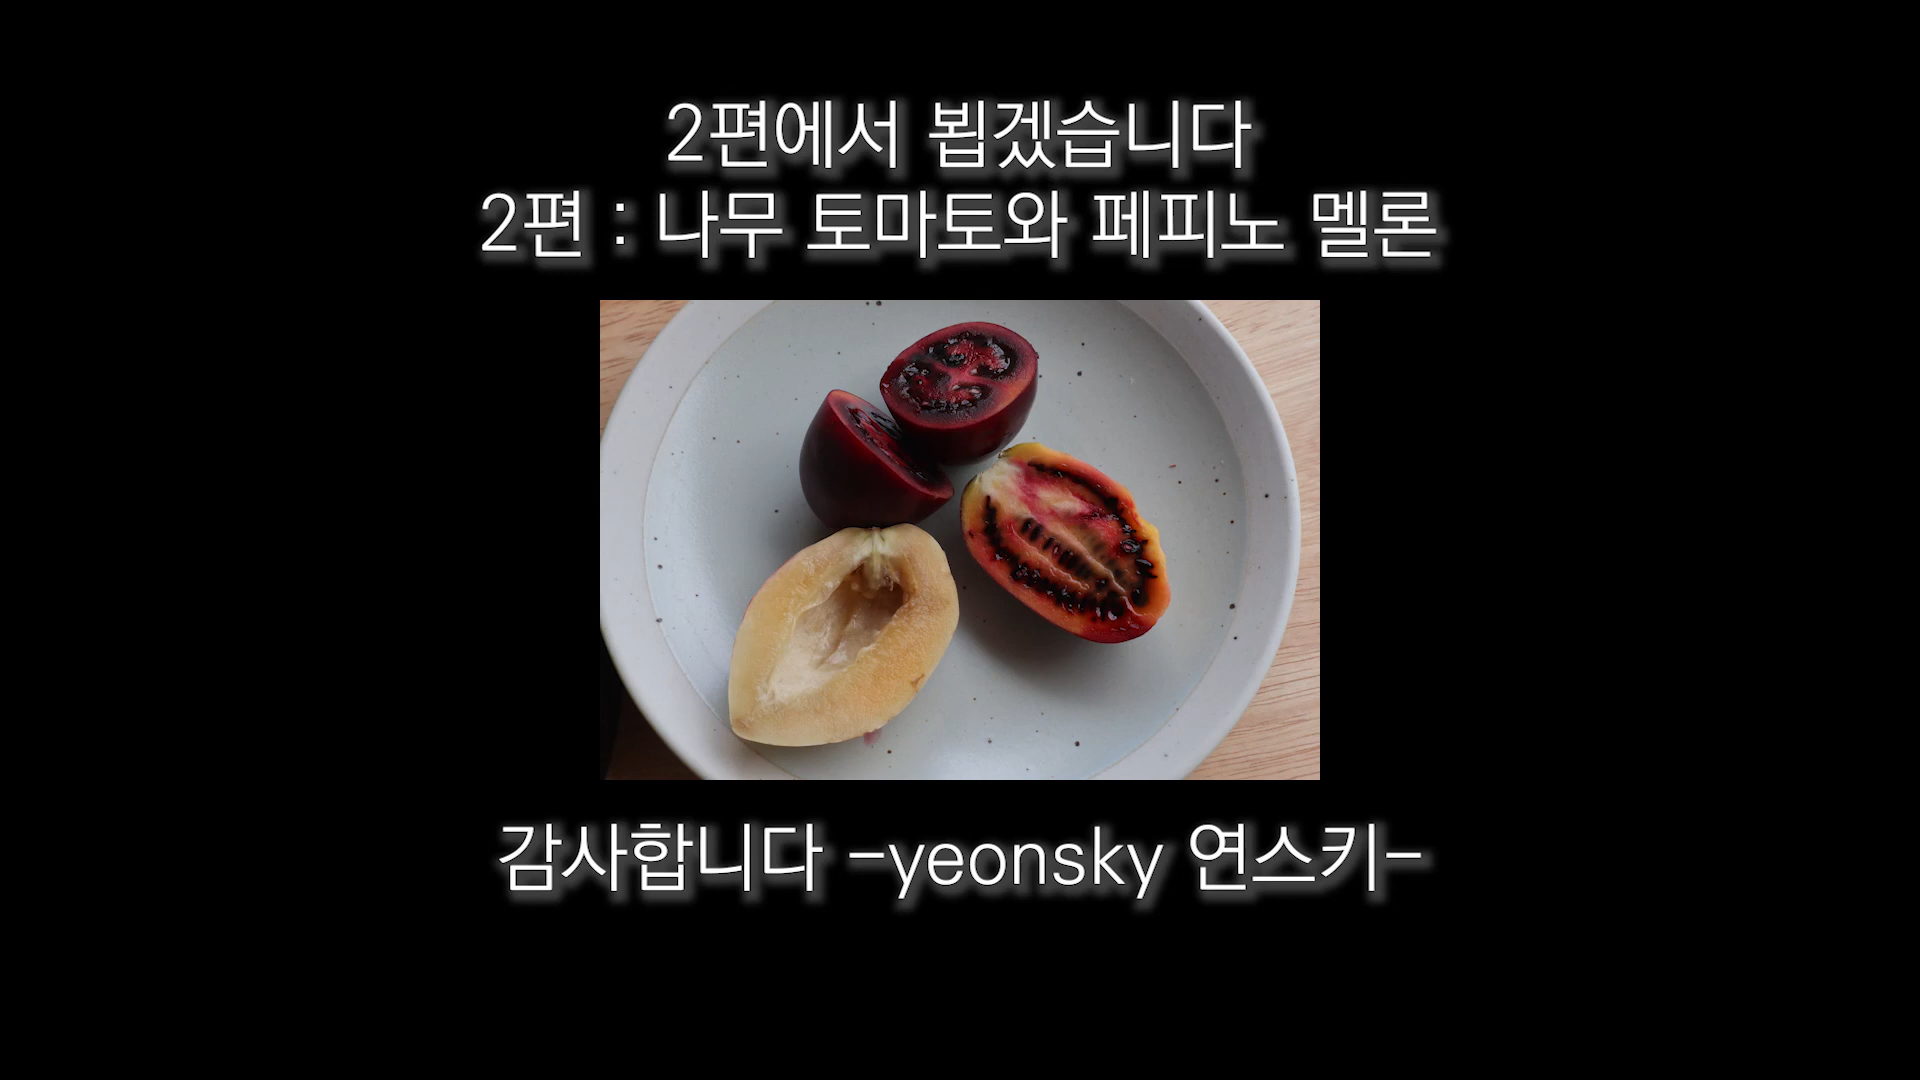 2편에서 뵙겠습니다
2편 : 나무 토마토와 페피노 멜론
감사합니다 -yeonsky 연스키-